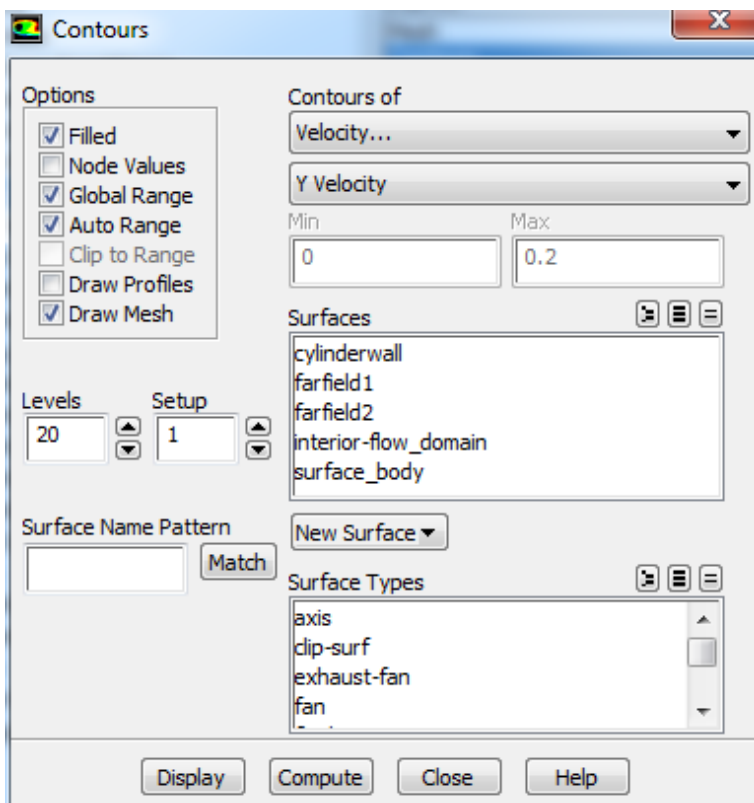 Contours
X
Options
Filled
Node Values
Global Range
Auto Range
Clip to Range
Draw Profiles
Draw Mesh
Levels Setup
20 1
Surface Name Pattern
Match
Contours of
Velocity...
Y Velocity
Min Max
0 0.2
Surfaces
cylinderwall
farfield1
farfield2
interior-flow_domain
surface_body
New Surface
Surface Types
axis
clip-surf
exhaust-fan
fan
Display Compute Close Help